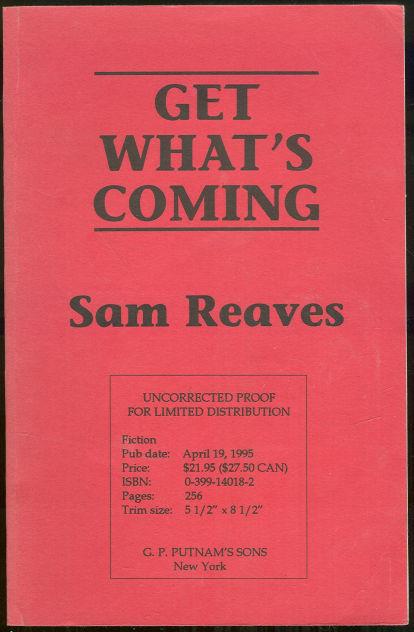 GET
WHAT'S
COMING
Sam Reaves
UNCORRECTED PROOF
FOR LIMITED DISTRIBUTION
Fiction
Pub date: April 19, 1995
Price: $21.95 ($27.50 CAN)
ISBN: 0-399-14018-2
Pages: 256
Trim size: 5 1/2" x 8 1/2"
G. P. PUTNAM'S SONS
New York